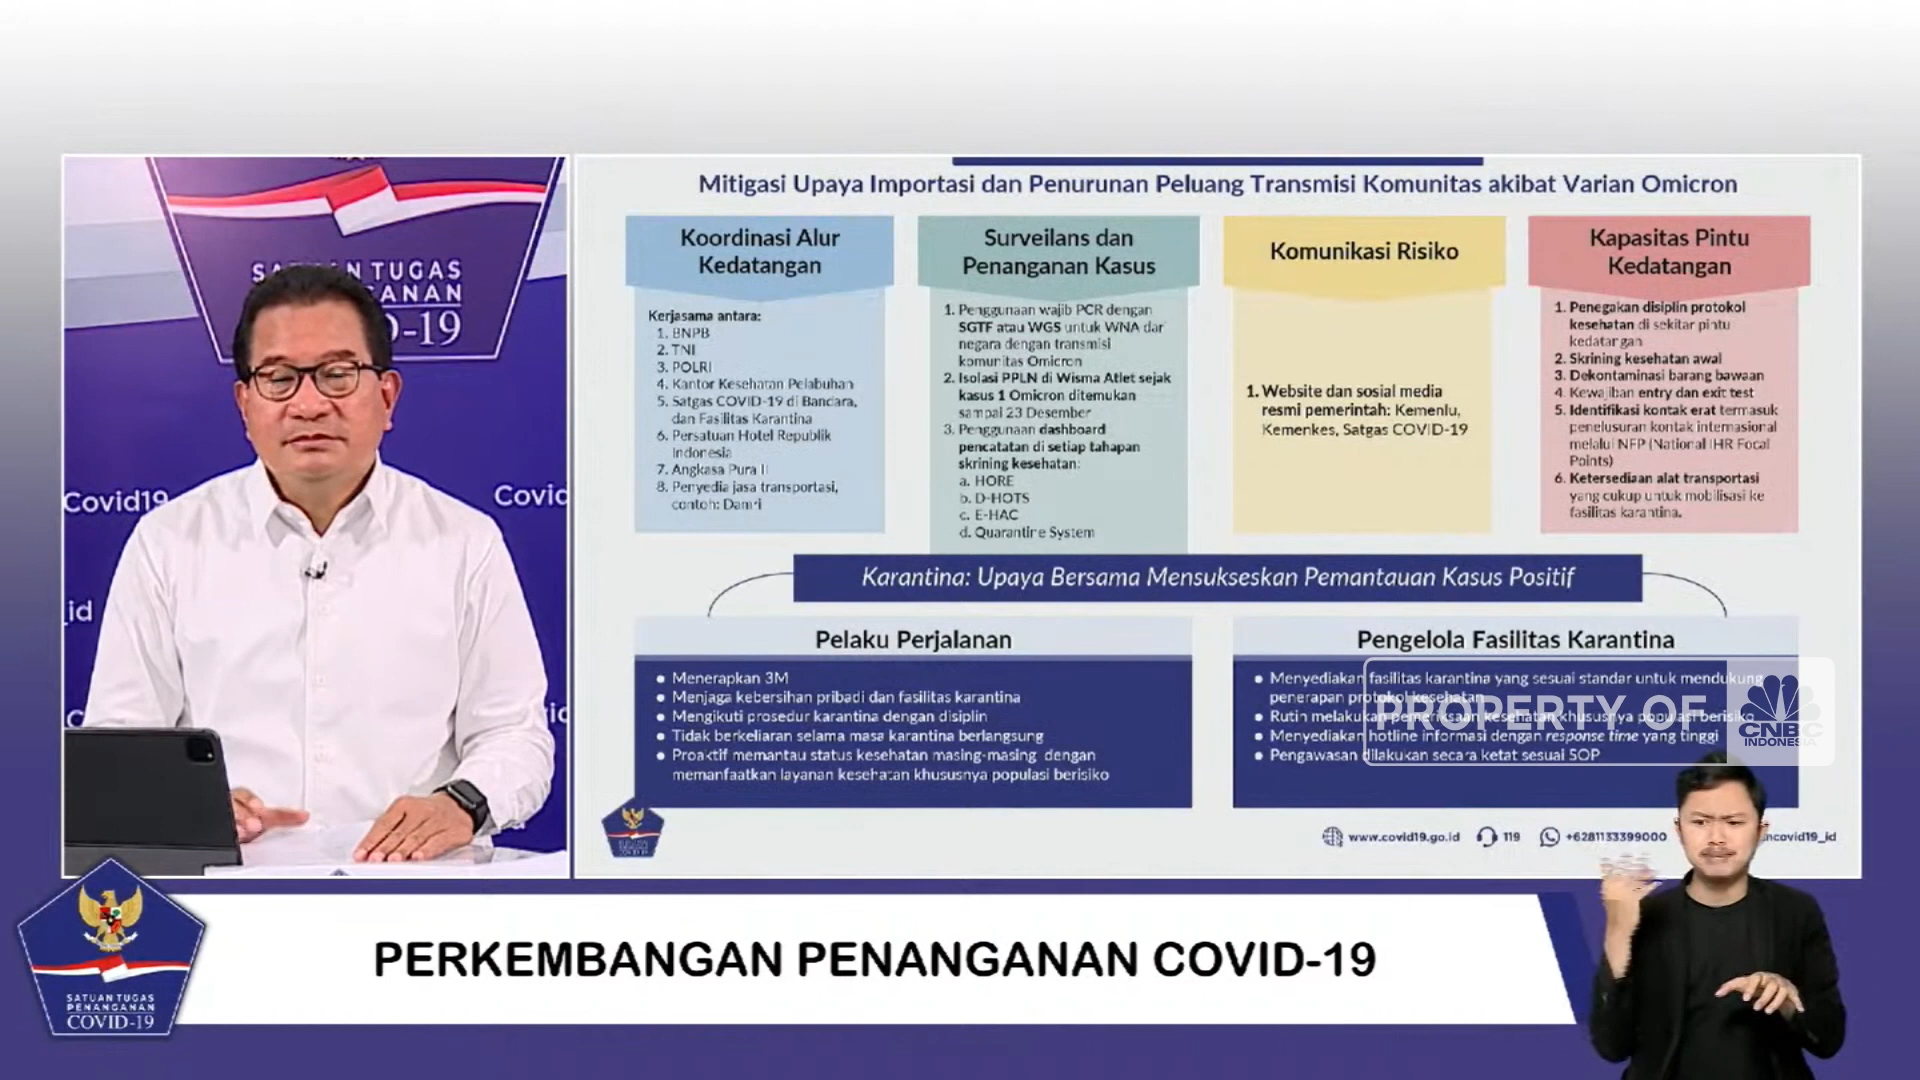 SATUAN TUGAS
-19
Covid19
Covid
_id
Mitigasi Upaya Importasi dan Penurunan Peluang Transmisi Komunitas akibat Varian Omicron
Koordinasi Alur
Kedatangan
Kerjasama antara:
1. BNPB
2. TNI
3. POLRI
4. Kantor Kesehatan Pelabuhan
5. Satgas COVID-19 di Bandara,
dan Fasilitas Karantina
6. Persatuan Hotel Republik
Indonesia
7. Angkasa Pura II
8. Penyedia jasa transportasi,
contoh: Damri
Surveilans dan
Penanganan Kasus
1. Penggunaan wajib PCR dengan
SGTF atau WGS untuk WNA dar
negara dengan transmisi
komunitas Omicron
2. Isolasi PPLN di Wisma Atlet sejak
kasus 1 Omicron ditemukan
sampai 23 Desember
3. Penggunaan dashboard
pencatatan di setiap tahapan
skrining kesehatan:
a. HORE
b. D-HOTS
c. E-HAC
d. Quarantine System
Komunikasi Risiko
1. Website dan sosial media
resmi pemerintah: Kemenlu,
Kemenkes, Satgas COVID-19
Kapasitas Pintu
Kedatangan
1. Penegakan disiplin protokol
kesehatan di sekitar pintu
kedatangan
2. Skrining kesehatan awal
3. Dekontaminasi barang bawaan
4. Kewajiban entry dan exit test
5. Identifikasi kontak erat termasuk
penelusuran kontak internasional
melalui NFP (National IHR Focal
Points)
6. Ketersediaan alat transportasi
yang cukup untuk mobilisasi ke
fasilitas karantina.
Karantina: Upaya Bersama Mensukseskan Pemantauan Kasus Positif
Pelaku Perjalanan
• Menerapkan 3M
• Menjaga kebersihan pribadi dan fasilitas karantina
• Mengikuti prosedur karantina dengan disiplin
• Tidak berkeliaran selama masa karantina berlangsung
• Proaktif memantau status kesehatan masing-masing dengan
memanfaatkan layanan kesehatan khususnya populasi berisiko
Pengelola Fasilitas Karantina
• Menyediakan fasilitas karantina yang sesuai standar untuk mendukung
penerapan protokol kesehatan
• Rutin melakukan pemeriksaan kesehatan khususnya populasi berisiko
• Menyediakan hotline informasi dengan response time yang tinggi
• Pengawasan dilakukan secara ketat sesuai SOP
PROPERTY OF
CNBC
INDONESIA
www.covid19.go.id
119
+6281133399000
ncovid19_id
PERKEMBANGAN PENANGANAN COVID-19
SATUAN TUGAS
PENANGANAN
COVID-19